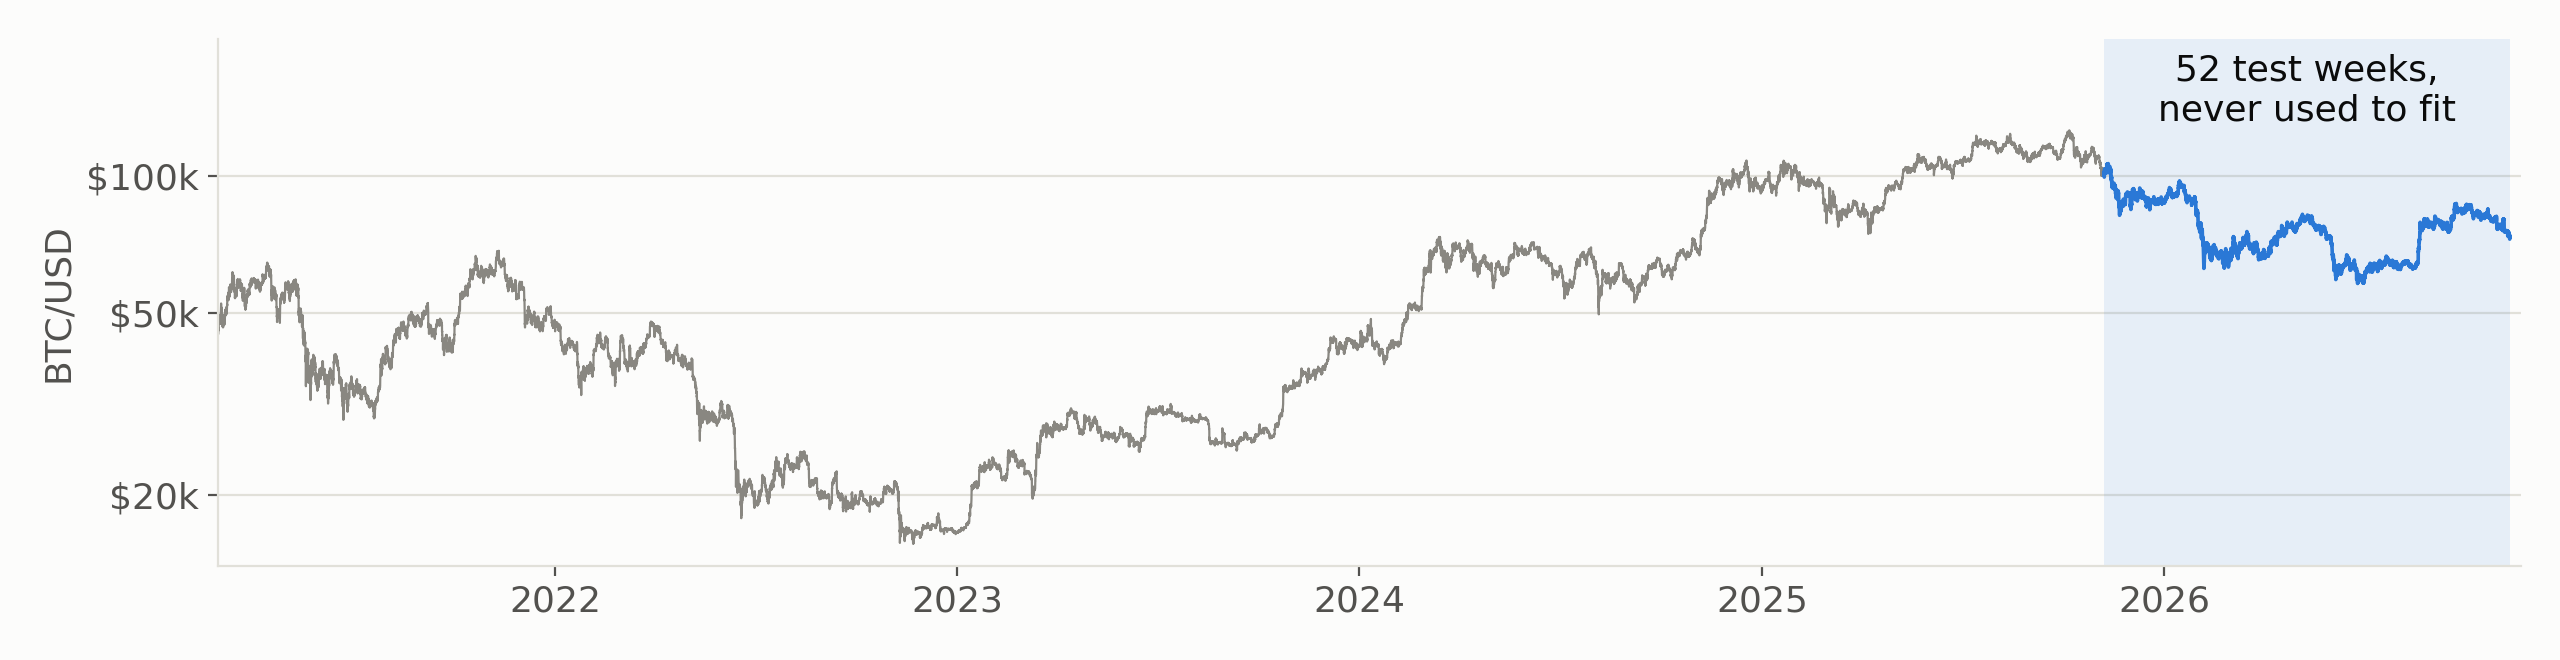 52 test weeks,
never used to fit
BTC/USD
$100k
$50k
$20k
2022
2023
2024
2025
2026